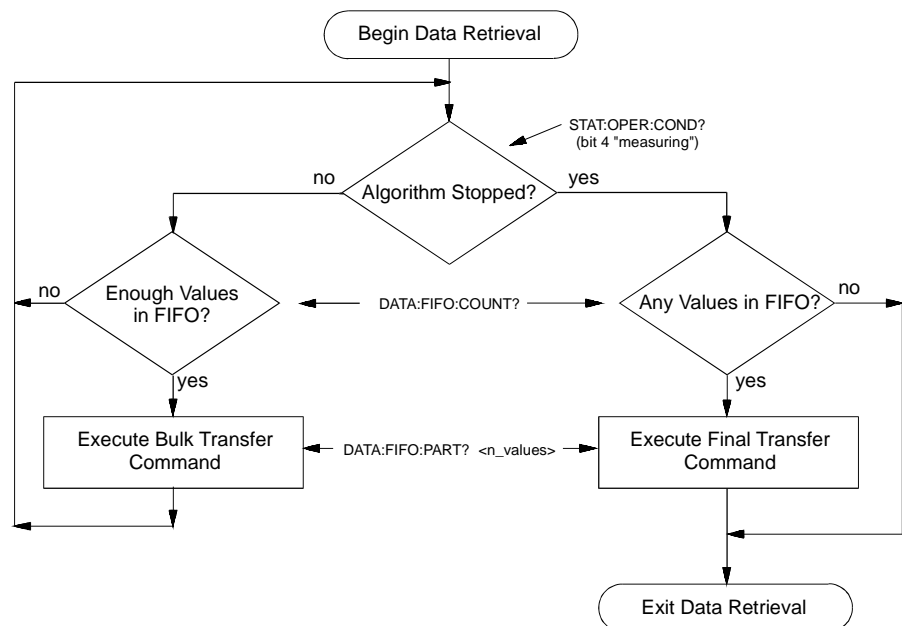 Begin Data Retrieval
STAT:OPER:COND?
(bit 4 "measuring")
no
Algorithm Stopped?
yes
no
Enough Values
in FIFO?
DATA:FIFO:COUNT?
Any Values in FIFO?
no
yes
yes
Execute Bulk Transfer
Command
DATA:FIFO:PART? <n_values>
Execute Final Transfer
Command
Exit Data Retrieval